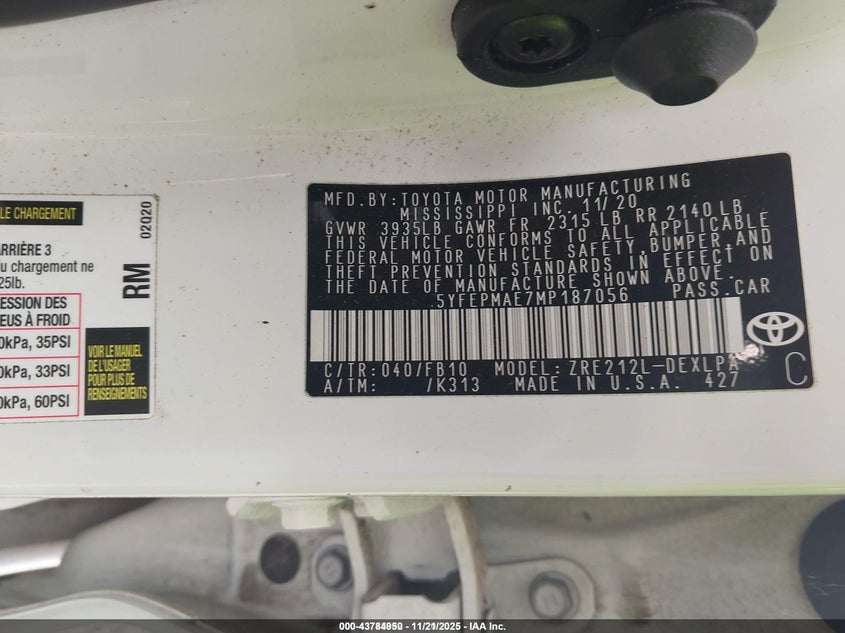 LE CHARGEMENT
02Q20
ARRIÈRE 3
du chargement ne
25lb.
RM
ESSION DES
EUS À FROID
0kPa, 35PSI
0kPa, 33PSI
0kPa, 60PSI
VOIR LE MANUEL
DE L'USAGER
POUR PLUS DE
RENSEIGNEMENTS
MFD.BY:TOYOTA MOTOR MANUFACTURING
MISSISSIPPI INC. 11/20
GVWR 3935LB GAWR FR 2315 LB RR 2140LB
THIS VEHICLE CONFORMS TO ALL APPLICABLE
FEDERAL MOTOR VEHICLE SAFETY,BUMPER,AND
THEFT PREVENTION STANDARDS IN EFFECT ON
THE DATE OF MANUFACTURE SHOWN ABOVE.
5YFEPMAE7MP187056 PASS.CAR
C/TR:040/FB10 MODEL:ZRE212L-DEXLPA
A/TM: /K313 MADE IN U.S.A. 427
C
000-43784950 - 11/21/2025 - IAA Inc.